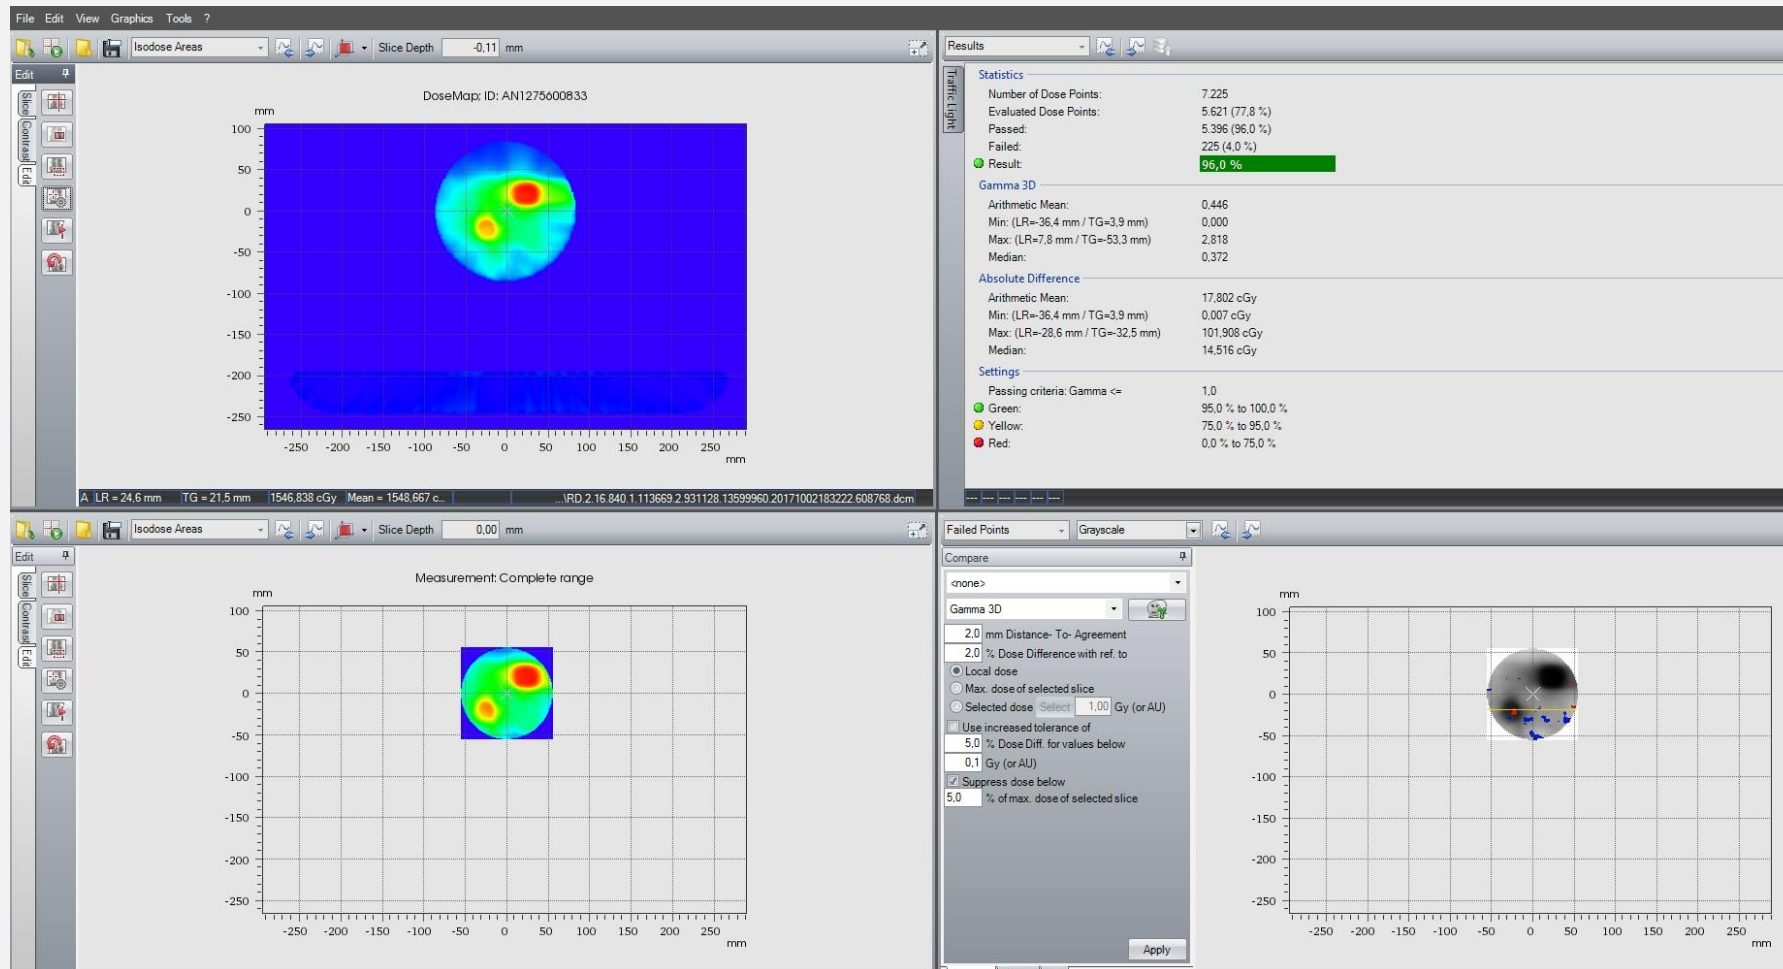 File Edit View Graphics Tools ?
Isodose Areas Slice Depth -0,11 mm
Edit
Slice Contrast Edit
DoseMap; ID: AN1275600833
mm
100
50
0
-50
-100
-150
-200
-250
-250 -200 -150 -100 -50 0 50 100 150 200 250
mm
A LR = 24,6 mm TG = 21,5 mm 1546,838 cGy Mean = 1548,667 c... ...\RD.2.16.840.1.113669.2.931128.13599960.20171002183222.608768.dcm
Results
Traffic Light
Statistics
Number of Dose Points: 7.225
Evaluated Dose Points: 5.621 (77,8 %)
Passed: 5.396 (96,0 %)
Failed: 225 (4,0 %)
Result: 96,0 %
Gamma 3D
Arithmetic Mean: 0,446
Min: (LR=-36,4 mm / TG=3,9 mm) 0,000
Max: (LR=7,8 mm / TG=-53,3 mm) 2,818
Median: 0,372
Absolute Difference
Arithmetic Mean: 17,802 cGy
Min: (LR=-36,4 mm / TG=3,9 mm) 0,007 cGy
Max: (LR=-28,6 mm / TG=-32,5 mm) 101,908 cGy
Median: 14,516 cGy
Settings
Passing criteria: Gamma <= 1,0
Green: 95,0 % to 100,0 %
Yellow: 75,0 % to 95,0 %
Red: 0,0 % to 75,0 %
--- --- --- --- --- ---
Isodose Areas Slice Depth 0,00 mm
Edit
Slice Contrast Edit
Measurement: Complete range
mm
100
50
0
-50
-100
-150
-200
-250
-250 -200 -150 -100 -50 0 50 100 150 200 250
mm
Failed Points Grayscale
Compare
<none>
Gamma 3D
2,0 mm Distance- To- Agreement
2,0 % Dose Difference with ref. to
Local dose
Max. dose of selected slice
Selected dose Select 1,00 Gy (or AU)
Use increased tolerance of
5,0 % Dose Diff. for values below
0,1 Gy (or AU)
Suppress dose below
5,0 % of max. dose of selected slice
Apply
mm
100
50
0
-50
-100
-150
-200
-250
-250 -200 -150 -100 -50 0 50 100 150 200 250
mm